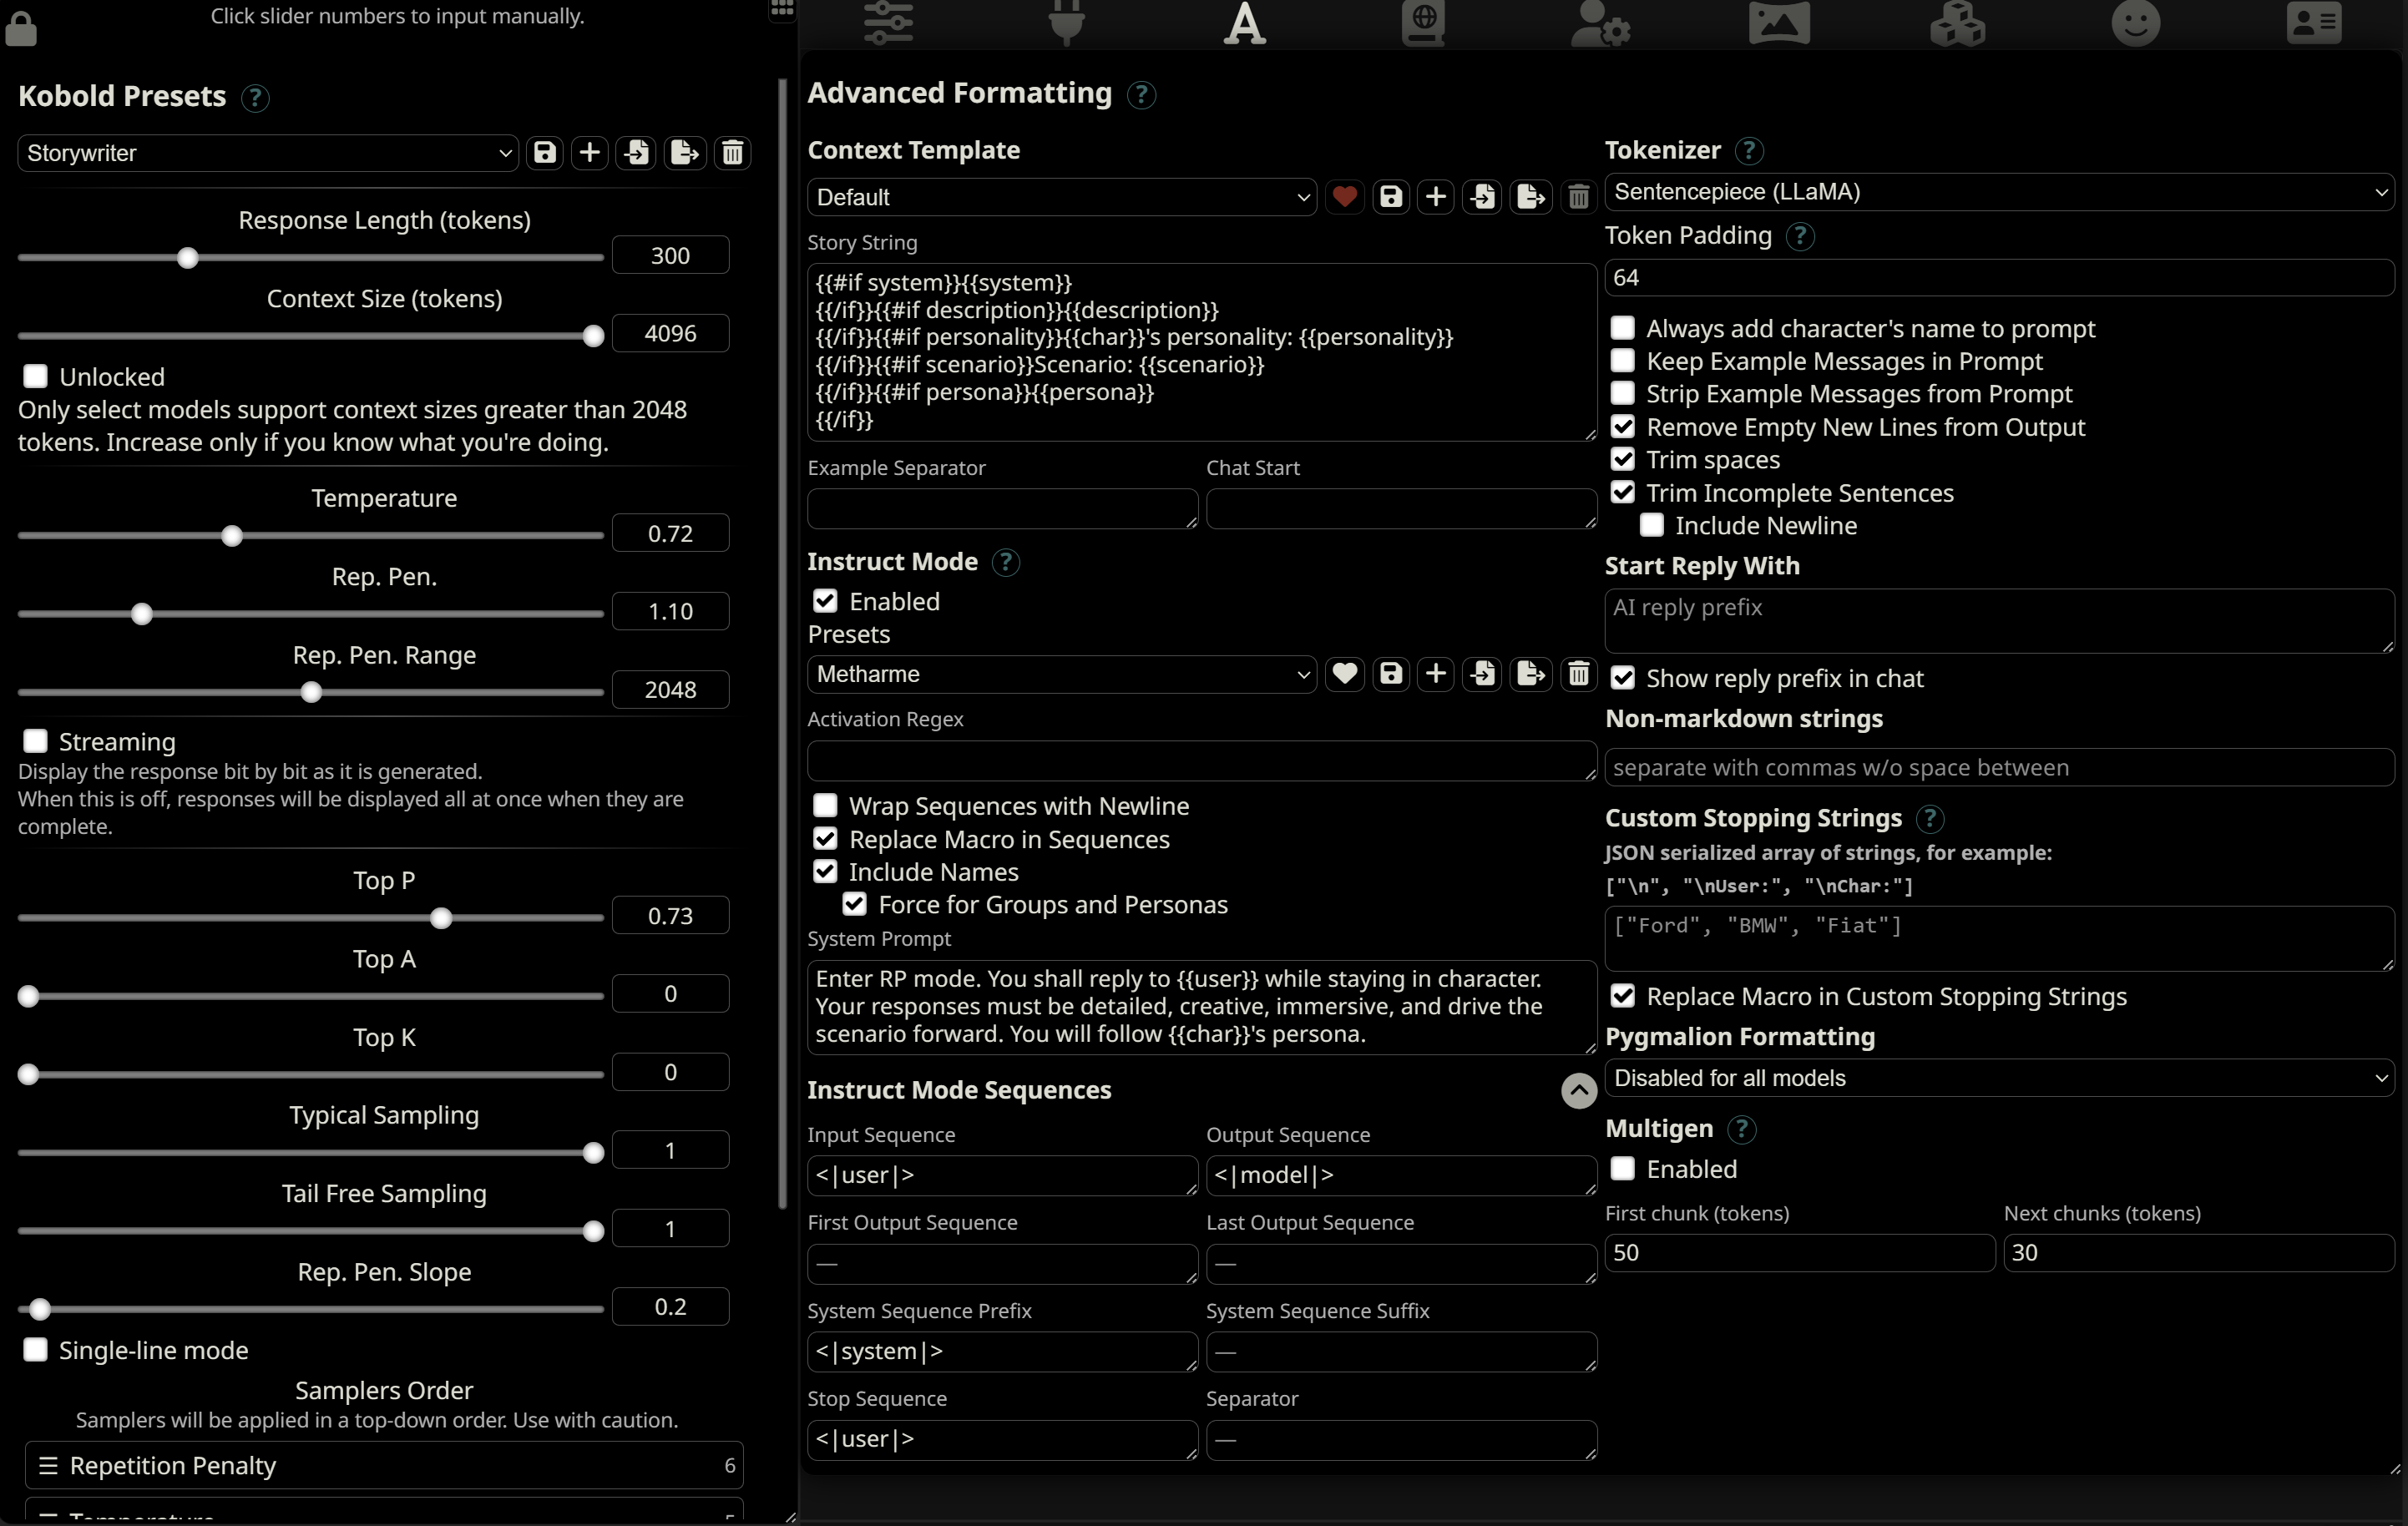 Click slider numbers to input manually.
Kobold Presets ?
Storywriter
Response Length (tokens)
300
Context Size (tokens)
4096
Unlocked
Only select models support context sizes greater than 2048
tokens. Increase only if you know what you're doing.
Temperature
0.72
Rep. Pen.
1.10
Rep. Pen. Range
2048
Streaming
Display the response bit by bit as it is generated.
When this is off, responses will be displayed all at once when they are
complete.
Top P
0.73
Top A
0
Top K
0
Typical Sampling
1
Tail Free Sampling
1
Rep. Pen. Slope
0.2
Single-line mode
Samplers Order
Samplers will be applied in a top-down order. Use with caution.
Repetition Penalty 6
Temperature 5
Advanced Formatting ?
Context Template
Default
Story String
{{#if system}}{{system}}
{{/if}}{{#if description}}{{description}}
{{/if}}{{#if personality}}{{char}}'s personality: {{personality}}
{{/if}}{{#if scenario}}Scenario: {{scenario}}
{{/if}}{{#if persona}}{{persona}}
{{/if}}
Example Separator Chat Start
Instruct Mode ?
Enabled
Presets
Metharme
Activation Regex
Wrap Sequences with Newline
Replace Macro in Sequences
Include Names
Force for Groups and Personas
System Prompt
Enter RP mode. You shall reply to {{user}} while staying in character.
Your responses must be detailed, creative, immersive, and drive the
scenario forward. You will follow {{char}}'s persona.
Instruct Mode Sequences
Input Sequence Output Sequence
<|user|> <|model|>
First Output Sequence Last Output Sequence
— —
System Sequence Prefix System Sequence Suffix
<|system|> —
Stop Sequence Separator
<|user|> —
Tokenizer ?
Sentencepiece (LLaMA)
Token Padding ?
64
Always add character's name to prompt
Keep Example Messages in Prompt
Strip Example Messages from Prompt
Remove Empty New Lines from Output
Trim spaces
Trim Incomplete Sentences
Include Newline
Start Reply With
AI reply prefix
Show reply prefix in chat
Non-markdown strings
separate with commas w/o space between
Custom Stopping Strings ?
JSON serialized array of strings, for example:
["\n", "\nUser:", "\nChar:"]
["Ford", "BMW", "Fiat"]
Replace Macro in Custom Stopping Strings
Pygmalion Formatting
Disabled for all models
Multigen ?
Enabled
First chunk (tokens) Next chunks (tokens)
50 30